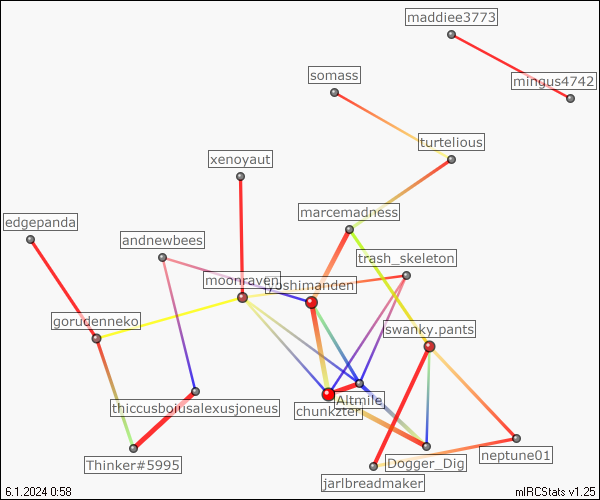 maddiee3773
somass
mingus4742
turtelious
xenoyaut
edgepanda
marcemadness
andnewbees
trash_skeleton
moonraven
gorudenneko
swanky.pants
thiccusboiusalexusjoneus
chunkzter
Altmile
Thinker#5995
Dogger_Dig
neptune01
jarlbreadmaker
6.1.2024 0:58
mIRCStats v1.25